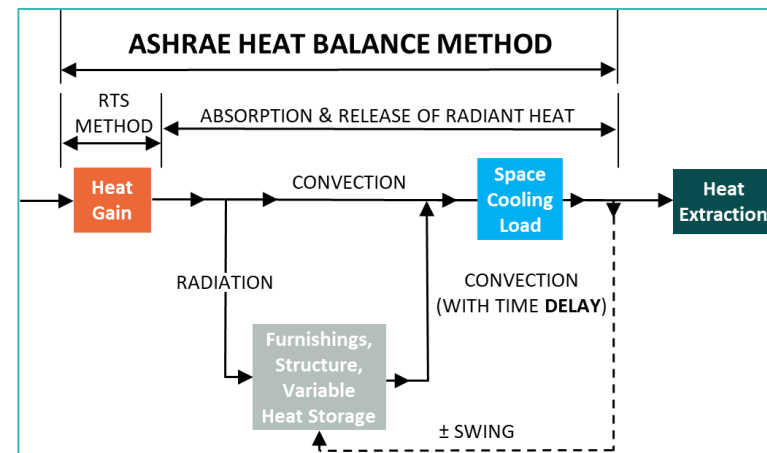 ASHRAE HEAT BALANCE METHOD
RTS
METHOD
ABSORPTION & RELEASE OF RADIANT HEAT
Heat
Gain
CONVECTION
Space
Cooling
Load
Heat
Extraction
RADIATION
CONVECTION
(WITH TIME DELAY)
Furnishings,
Structure,
Variable
Heat Storage
± SWING